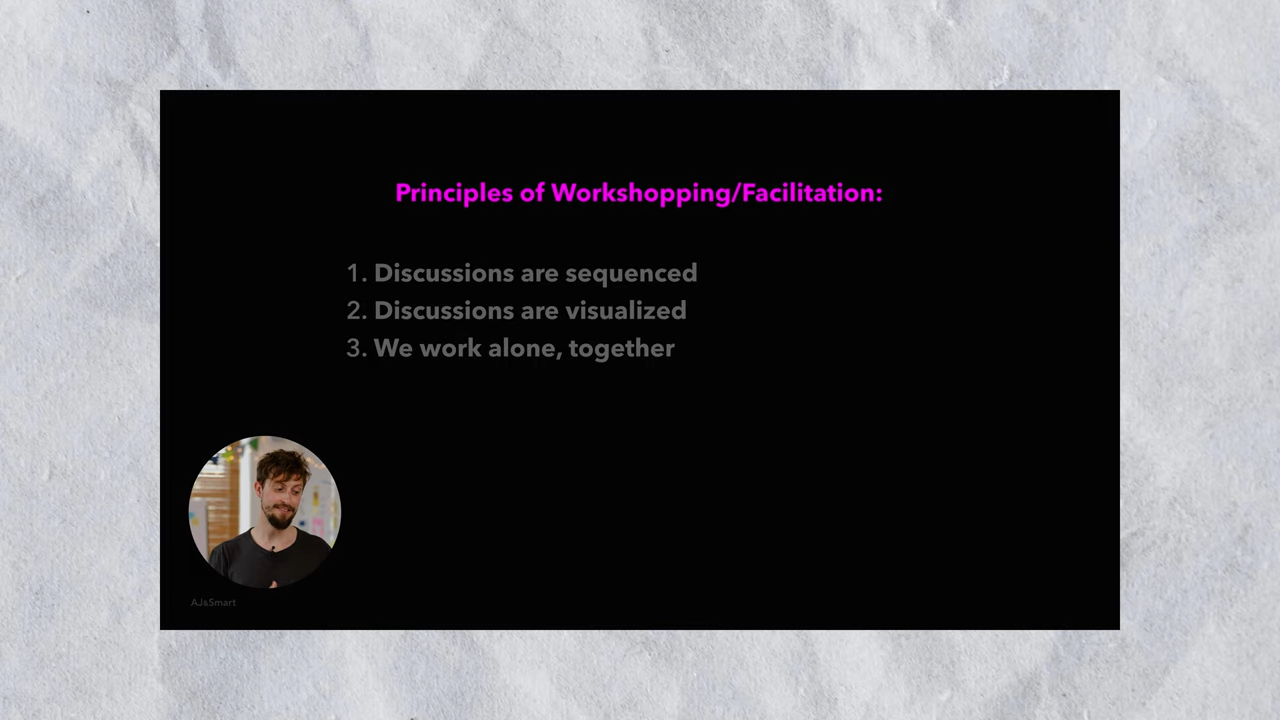 Principles of Workshopping/Facilitation:
1. Discussions are sequenced
2. Discussions are visualized
3. We work alone, together
AJ&Smart